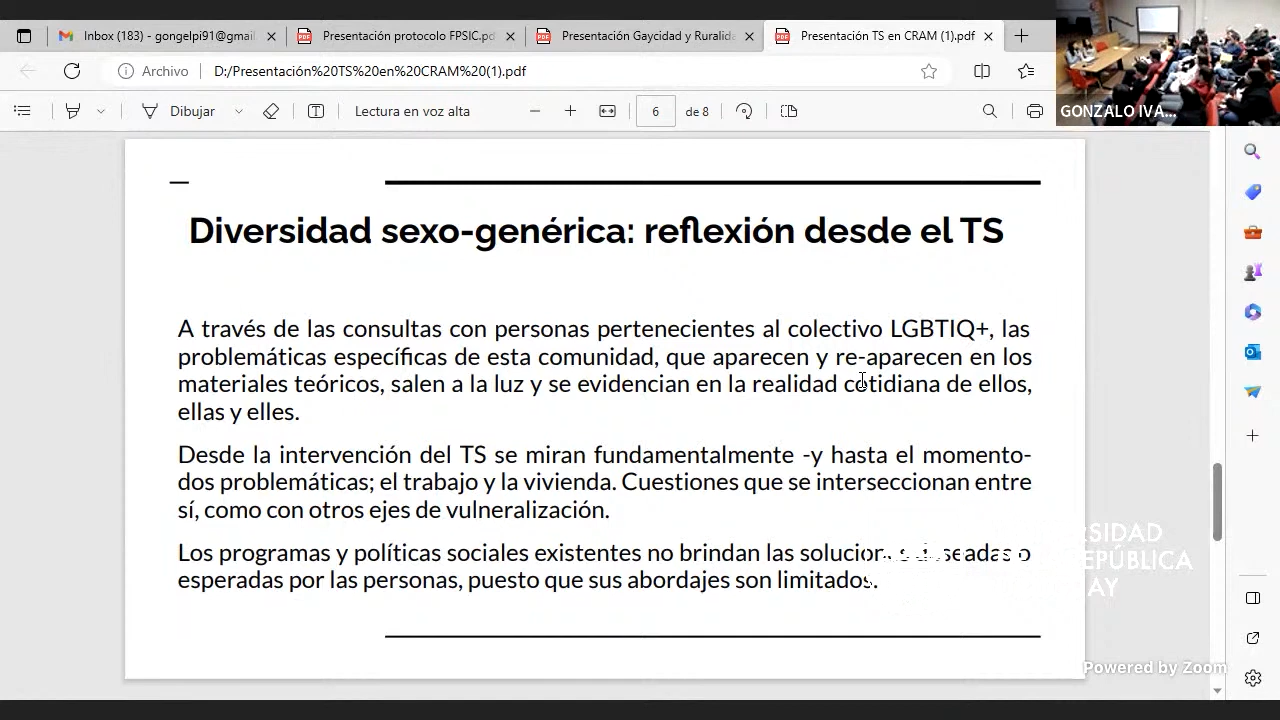 Inbox (183) - gongelpi91@gmail
Presentación protocolo FPSIC.pd
Presentación Gaycidad y Ruralida
Presentación TS en CRAM (1).pdf
Archivo
D:/Presentación%20TS%20en%20CRAM%20(1).pdf
Dibujar
Lectura en voz alta
6
de 8
GONZALO IVA...
Diversidad sexo-genérica: reflexión desde el TS
A través de las consultas con personas pertenecientes al colectivo LGBTIQ+, las
problemáticas específicas de esta comunidad, que aparecen y re-aparecen en los
materiales teóricos, salen a la luz y se evidencian en la realidad cotidiana de ellos,
ellas y elles.
Desde la intervención del TS se miran fundamentalmente -y hasta el momento-
dos problemáticas; el trabajo y la vivienda. Cuestiones que se interseccionan entre
sí, como con otros ejes de vulneralización.
Los programas y políticas sociales existentes no brindan las o
esperadas por las personas, puesto que sus abordajes son limitados.
RSIDAD
EPÚBLICA
AY
Powered by Zoom